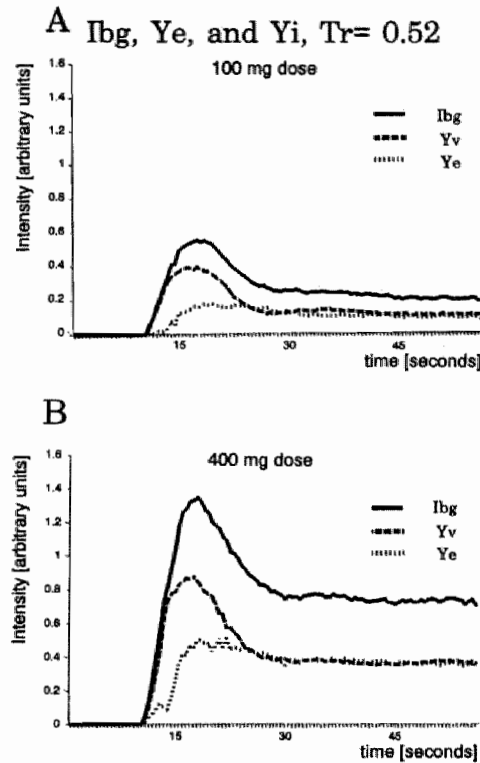 A Ibg, Ye, and Yi, Tr= 0.52
100 mg dose
Intensity [arbitrary units]
1.6
1.4
1.2
1
0.8
0.6
0.4
0.2
0
Ibg
Yv
Ye
15
30
45
time [seconds]
B
400 mg dose
Intensity [arbitrary units]
1.6
1.4
1.2
1
0.8
0.6
0.4
0.2
0
Ibg
Yv
Ye
15
30
45
time [seconds]